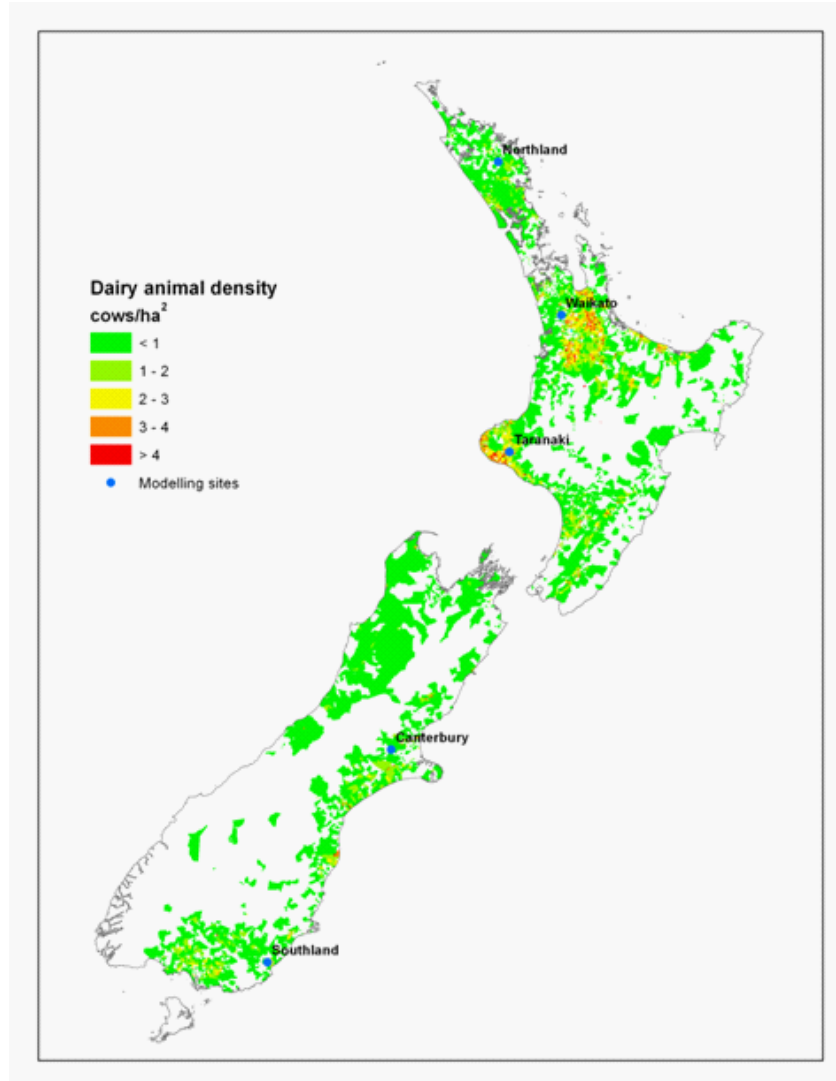 Northland
Waikato
Dairy animal density
cows/ha²
< 1
1 - 2
2 - 3
3 - 4
> 4
Modelling sites
Taranaki
Canterbury
Southland